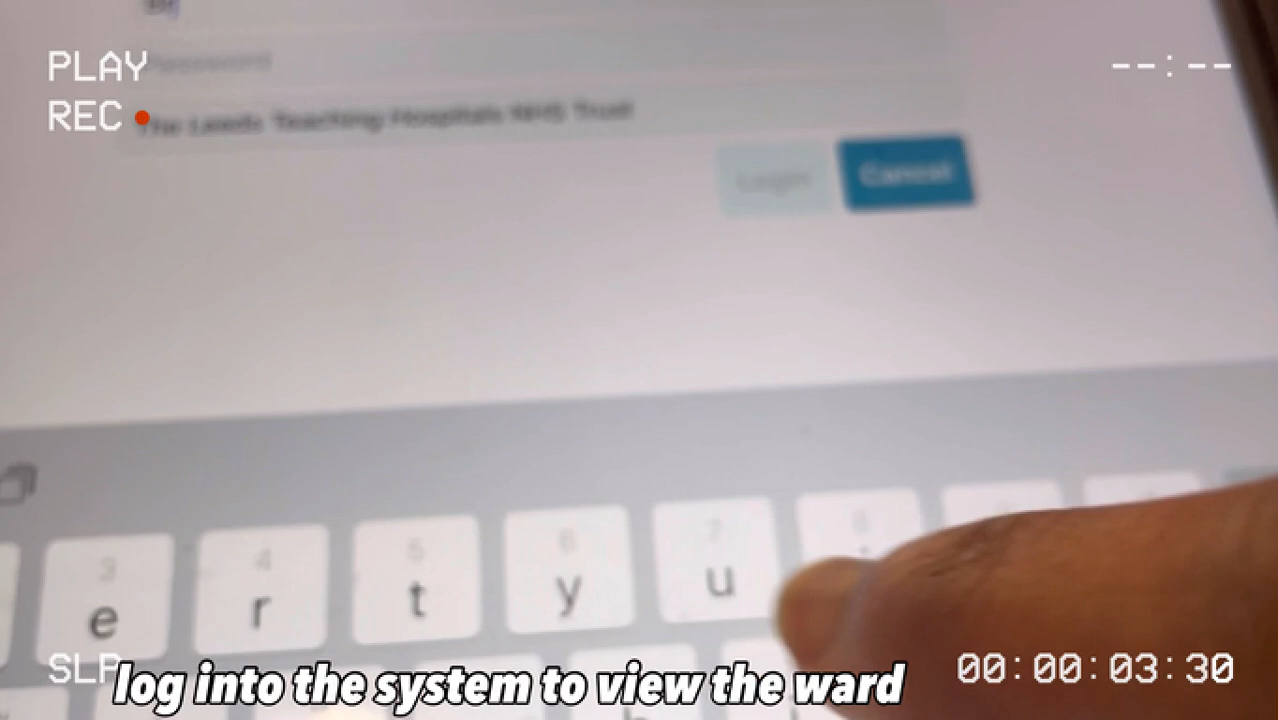 PLAY
--:--
REC
Password
The Leeds Teaching Hospitals NHS Trust
Login
Cancel
3 4 5 6 7 8
e r t y u
SLP
log into the system to view the ward
00:00:03:30